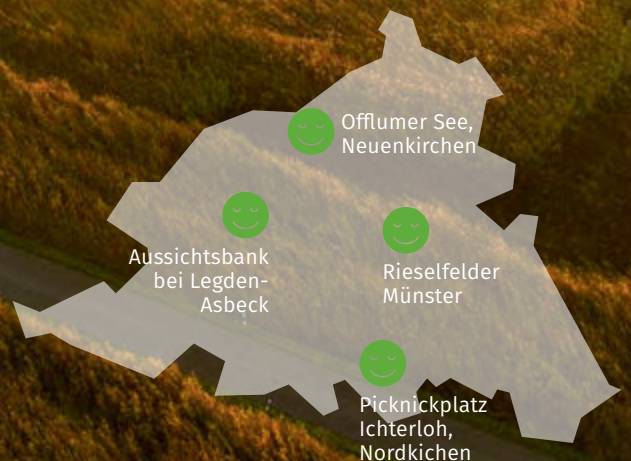 Offlumer See,
Neuenkirchen
Aussichtsbank
bei Legden-
Asbeck
Rieselfelder
Münster
Picknickplatz
Ichterloh,
Nordkichen